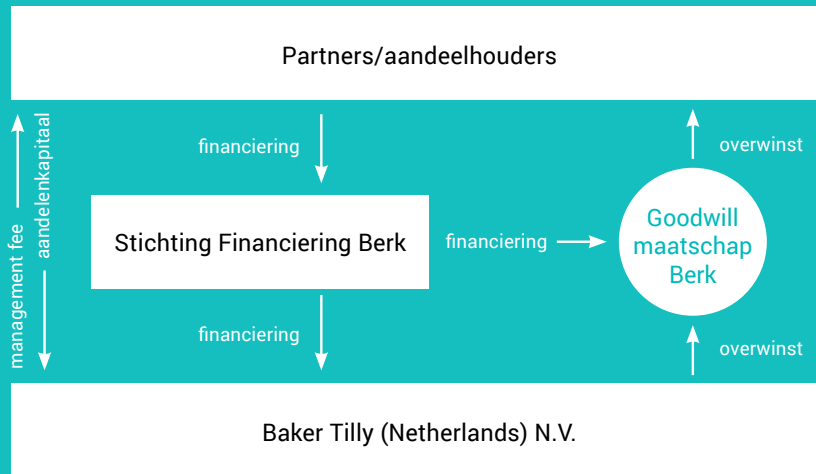 Partners/aandeelhouders
management fee
aandelenkapitaal
financiering
overwinst
Stichting Financiering Berk
financiering
Goodwill
maatschap
Berk
financiering
overwinst
Baker Tilly (Netherlands) N.V.